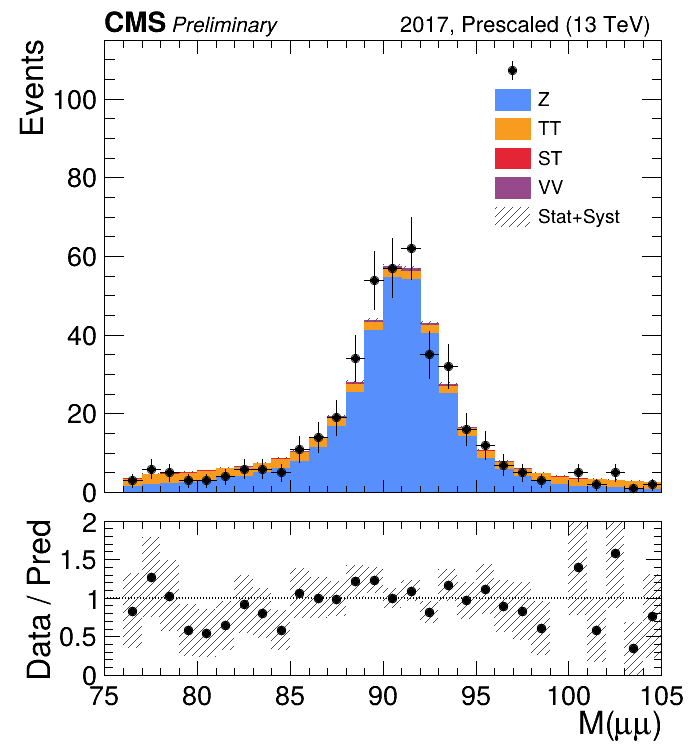 CMS Preliminary 2017, Prescaled (13 TeV)
Events
100
80
60
40
20
0
Z
TT
ST
VV
Stat+Syst
Data / Pred
2
1.5
1
0.5
0
75 80 85 90 95 100 105
M(μμ)